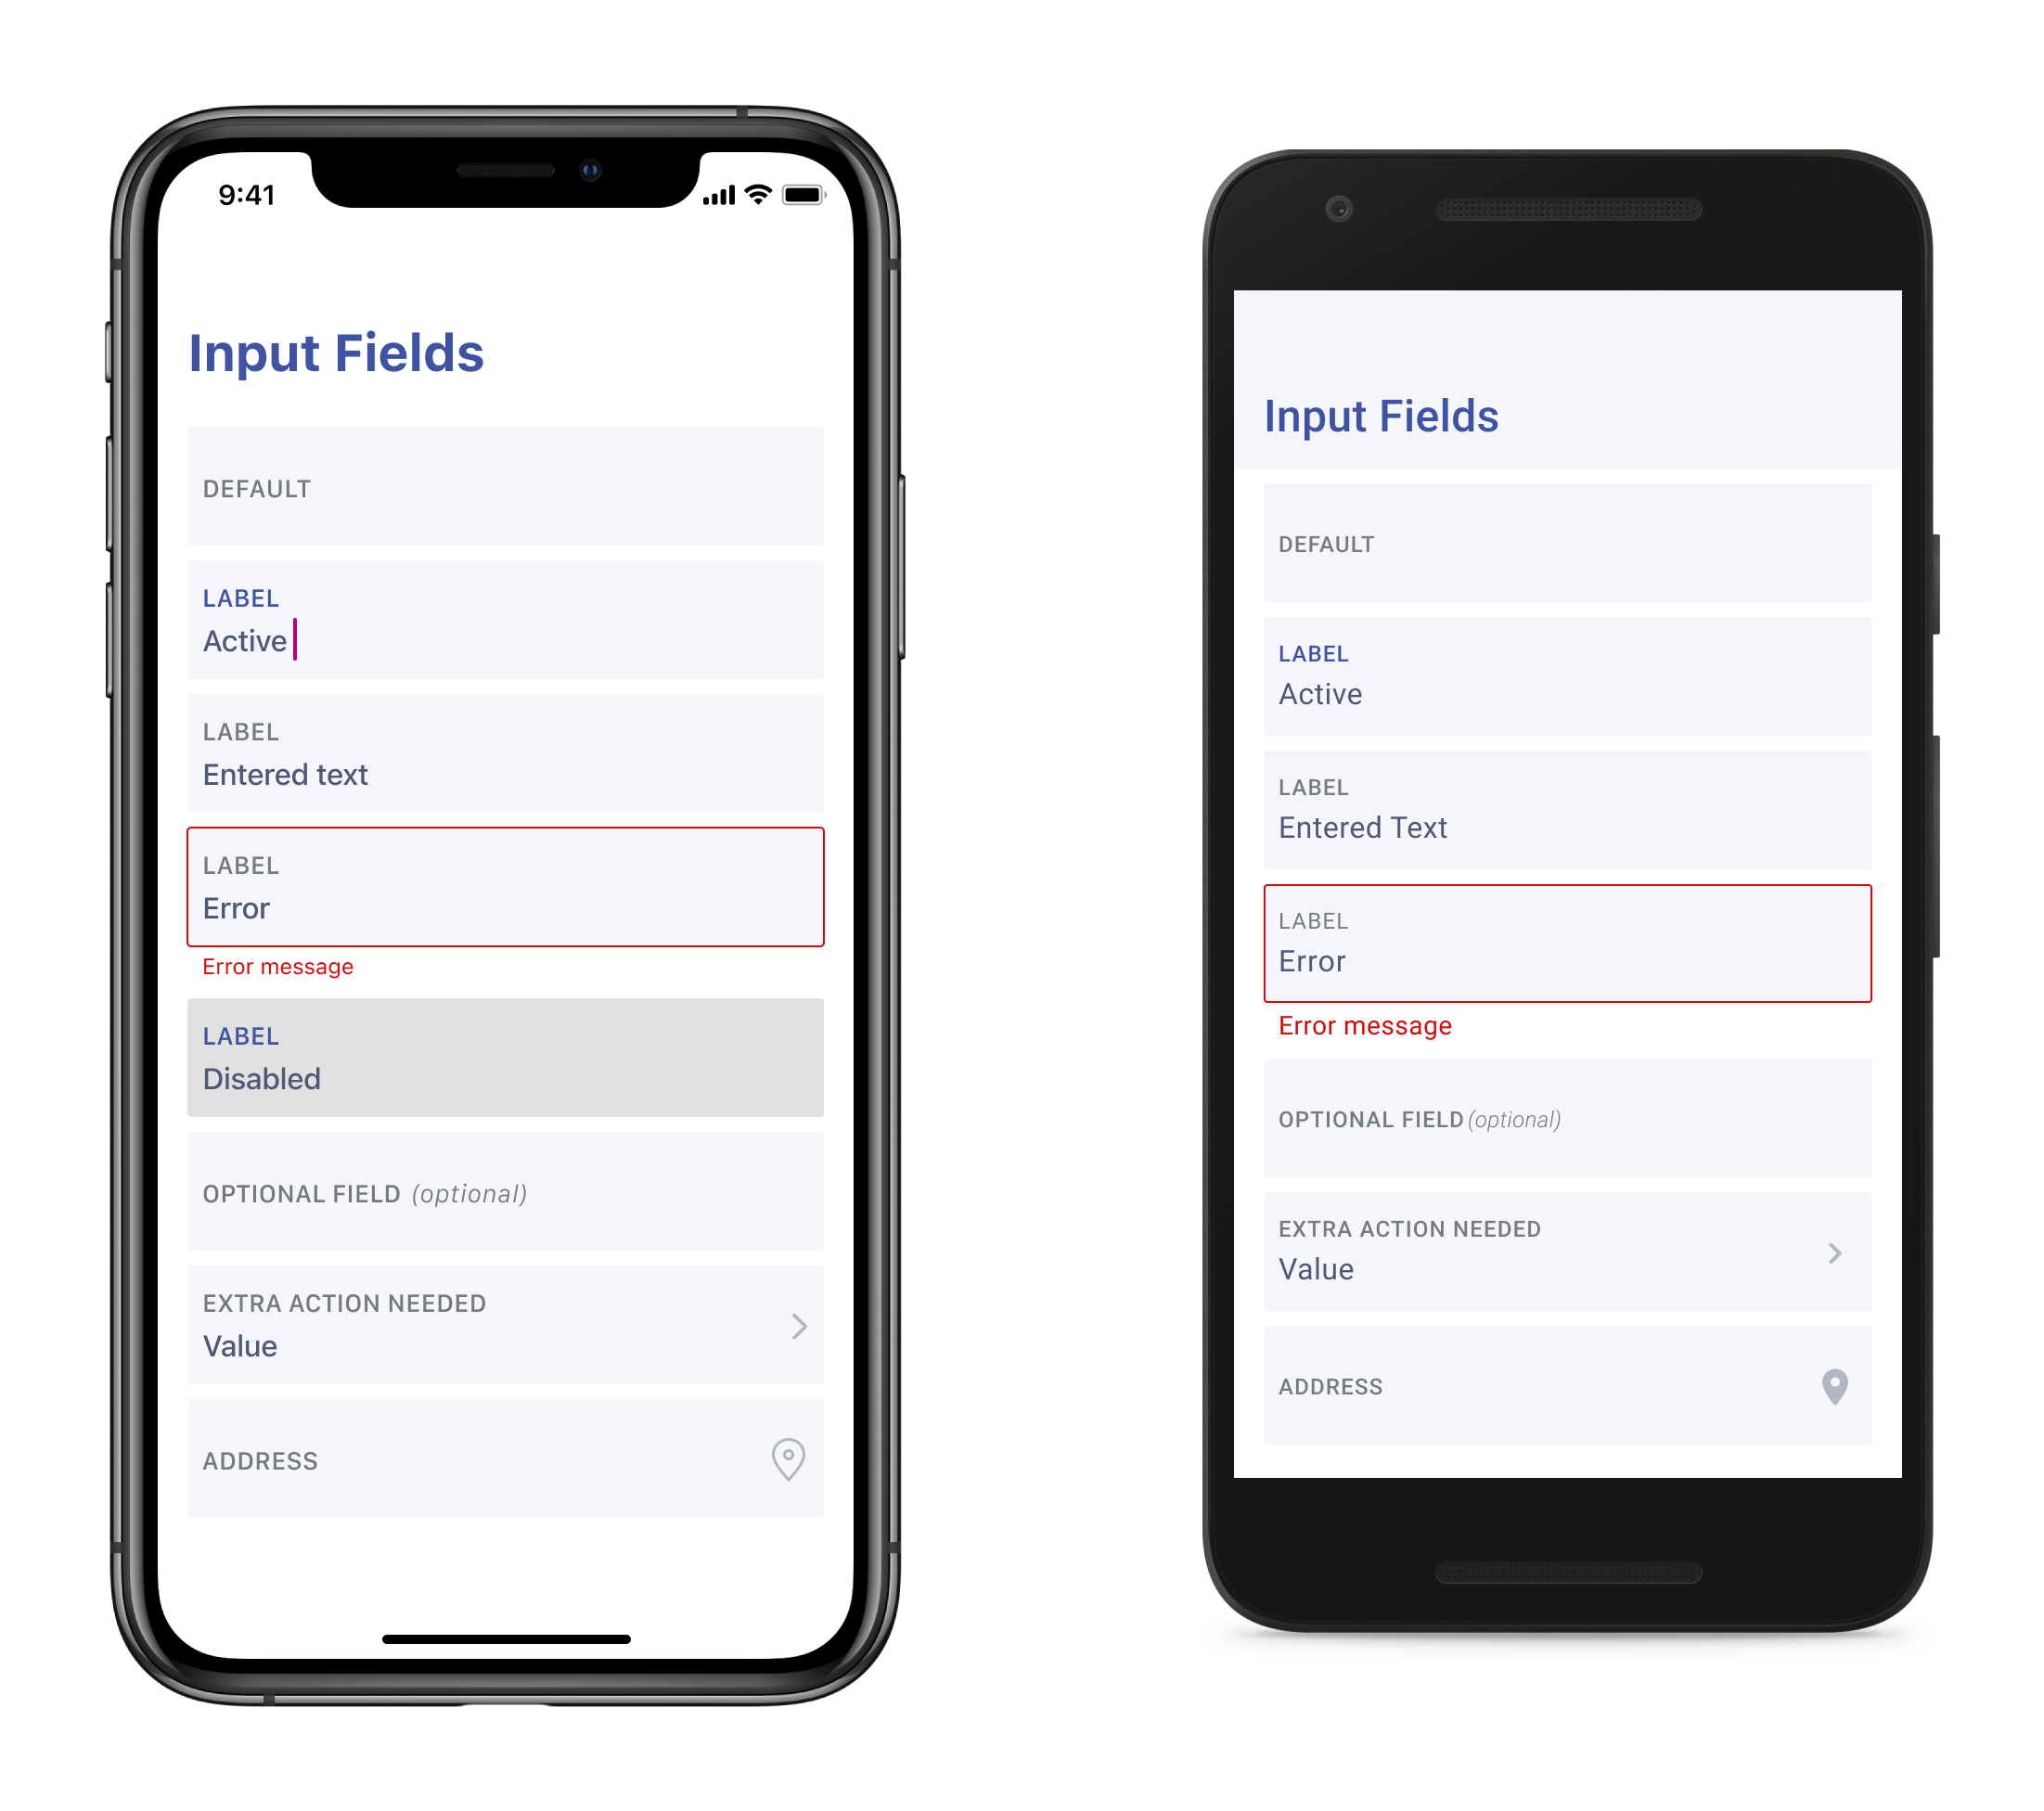 9:41
Input Fields
DEFAULT
LABEL
Active
LABEL
Entered text
LABEL
Error
Error message
LABEL
Disabled
OPTIONAL FIELD (optional)
EXTRA ACTION NEEDED
Value
ADDRESS
Input Fields
DEFAULT
LABEL
Active
LABEL
Entered Text
LABEL
Error
Error message
OPTIONAL FIELD (optional)
EXTRA ACTION NEEDED
Value
ADDRESS